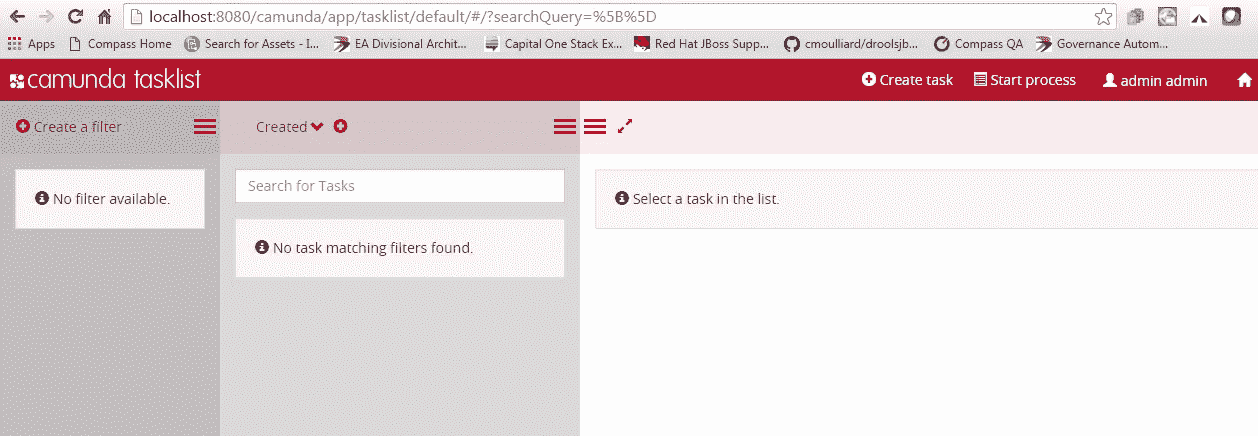 localhost:8080/camunda/app/tasklist/default/#/?searchQuery=%5B%5D
Apps Compass Home Search for Assets - I... EA Divisional Archit... Capital One Stack Ex... Red Hat JBoss Supp... cmoulliard/droolsjb... Compass QA Governance Autom...
camunda tasklist Create task Start process admin admin
Create a filter Created
No filter available. Search for Tasks Select a task in the list.
No task matching filters found.